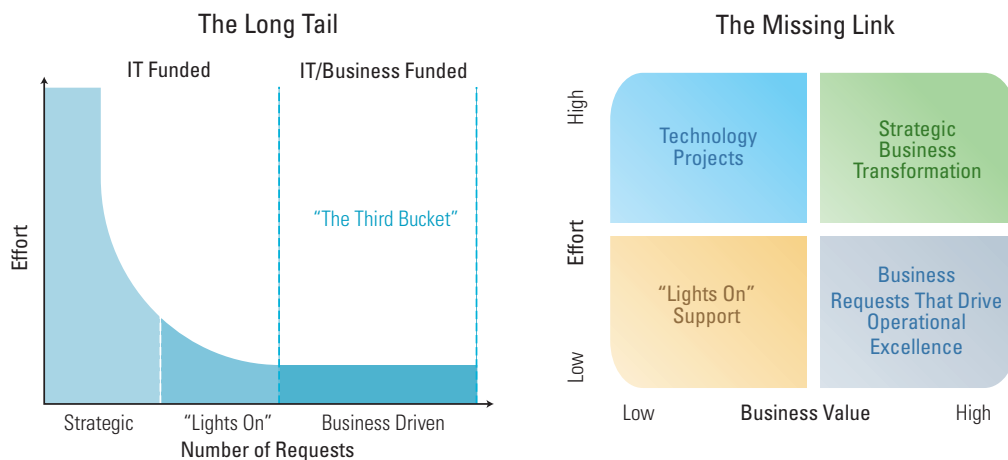 The Long Tail
IT Funded
IT/Business Funded
“The Third Bucket”
Effort
Strategic
“Lights On”
Business Driven
Number of Requests
The Missing Link
High
Technology
Projects
Strategic
Business
Transformation
Effort
“Lights On”
Support
Business
Requests That Drive
Operational
Excellence
Low
Low
Business Value
High